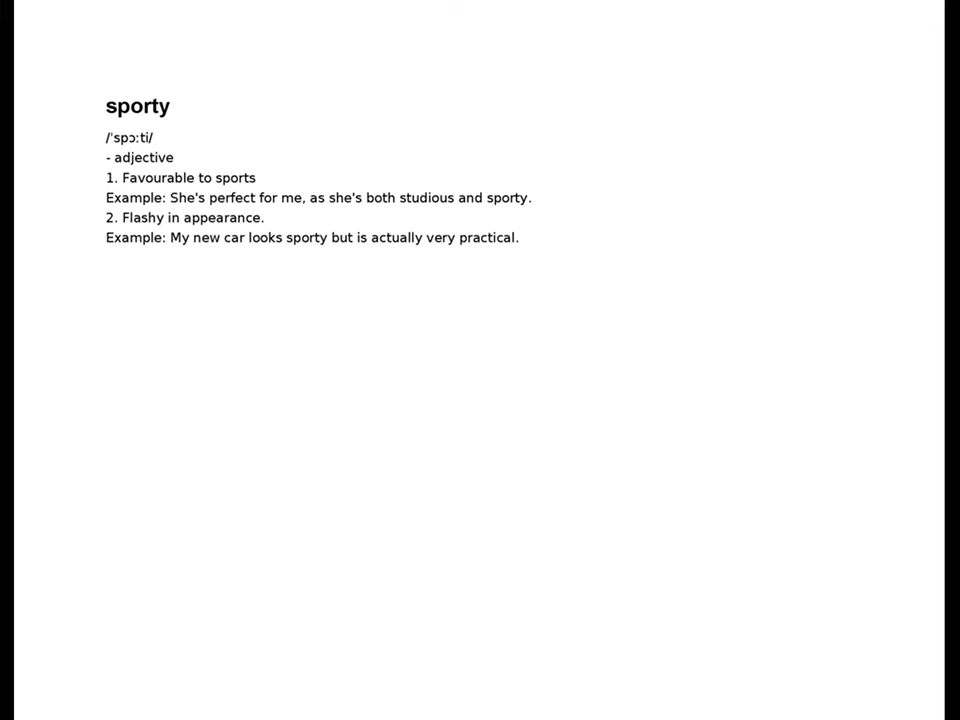 sporty
/ˈspɔːti/
- adjective
1. Favourable to sports
Example: She's perfect for me, as she's both studious and sporty.
2. Flashy in appearance.
Example: My new car looks sporty but is actually very practical.